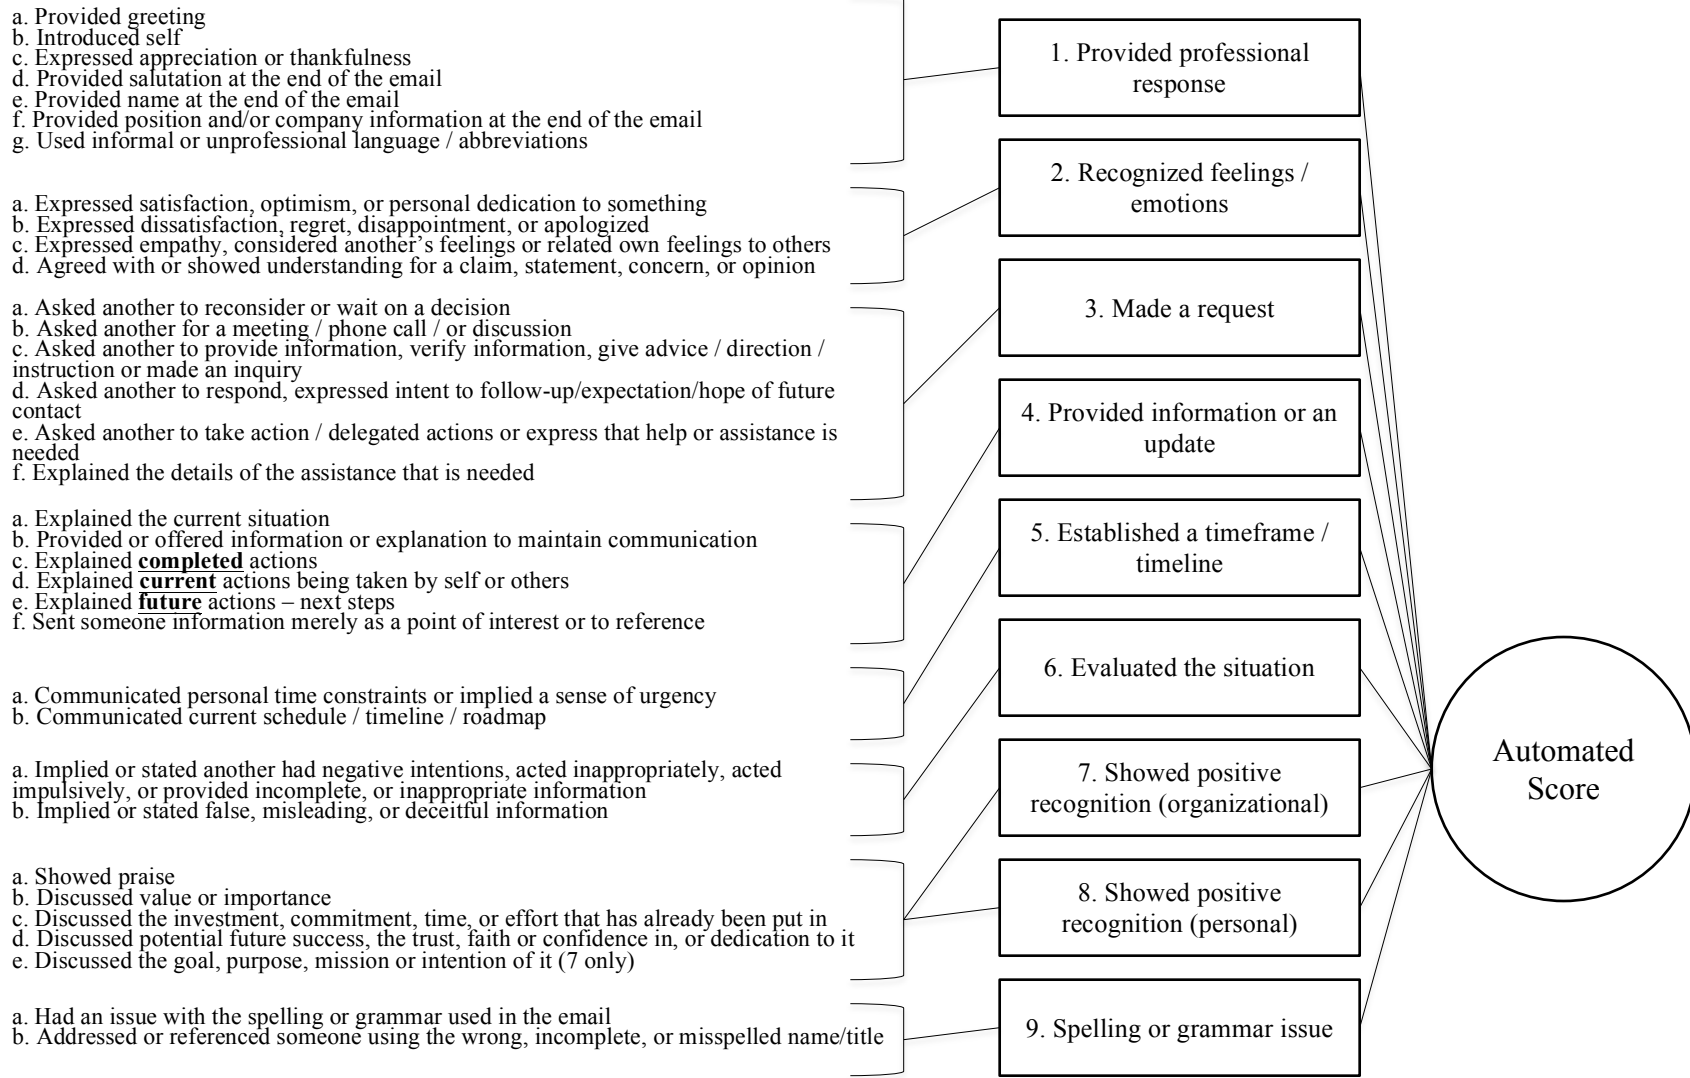 a. Provided greeting
b. Introduced self
c. Expressed appreciation or thankfulness
d. Provided salutation at the end of the email
e. Provided name at the end of the email
f. Provided position and/or company information at the end of the email
g. Used informal or unprofessional language / abbreviations
a. Expressed satisfaction, optimism, or personal dedication to something
b. Expressed dissatisfaction, regret, disappointment, or apologized
c. Expressed empathy, considered another’s feelings or related own feelings to others
d. Agreed with or showed understanding for a claim, statement, concern, or opinion
a. Asked another to reconsider or wait on a decision
b. Asked another for a meeting / phone call / or discussion
c. Asked another to provide information, verify information, give advice / direction /
instruction or made an inquiry
d. Asked another to respond, expressed intent to follow-up/expectation/hope of future
contact
e. Asked another to take action / delegated actions or express that help or assistance is
needed
f. Explained the details of the assistance that is needed
a. Explained the current situation
b. Provided or offered information or explanation to maintain communication
c. Explained completed actions
d. Explained current actions being taken by self or others
e. Explained future actions – next steps
f. Sent someone information merely as a point of interest or to reference
a. Communicated personal time constraints or implied a sense of urgency
b. Communicated current schedule / timeline / roadmap
a. Implied or stated another had negative intentions, acted inappropriately, acted
impulsively, or provided incomplete, or inappropriate information
b. Implied or stated false, misleading, or deceitful information
a. Showed praise
b. Discussed value or importance
c. Discussed the investment, commitment, time, or effort that has already been put in
d. Discussed potential future success, the trust, faith or confidence in, or dedication to it
e. Discussed the goal, purpose, mission or intention of it (7 only)
a. Had an issue with the spelling or grammar used in the email
b. Addressed or referenced someone using the wrong, incomplete, or misspelled name/title
1. Provided professional
response
2. Recognized feelings /
emotions
3. Made a request
4. Provided information or an
update
5. Established a timeframe /
timeline
6. Evaluated the situation
7. Showed positive
recognition (organizational)
8. Showed positive
recognition (personal)
9. Spelling or grammar issue
Automated
Score